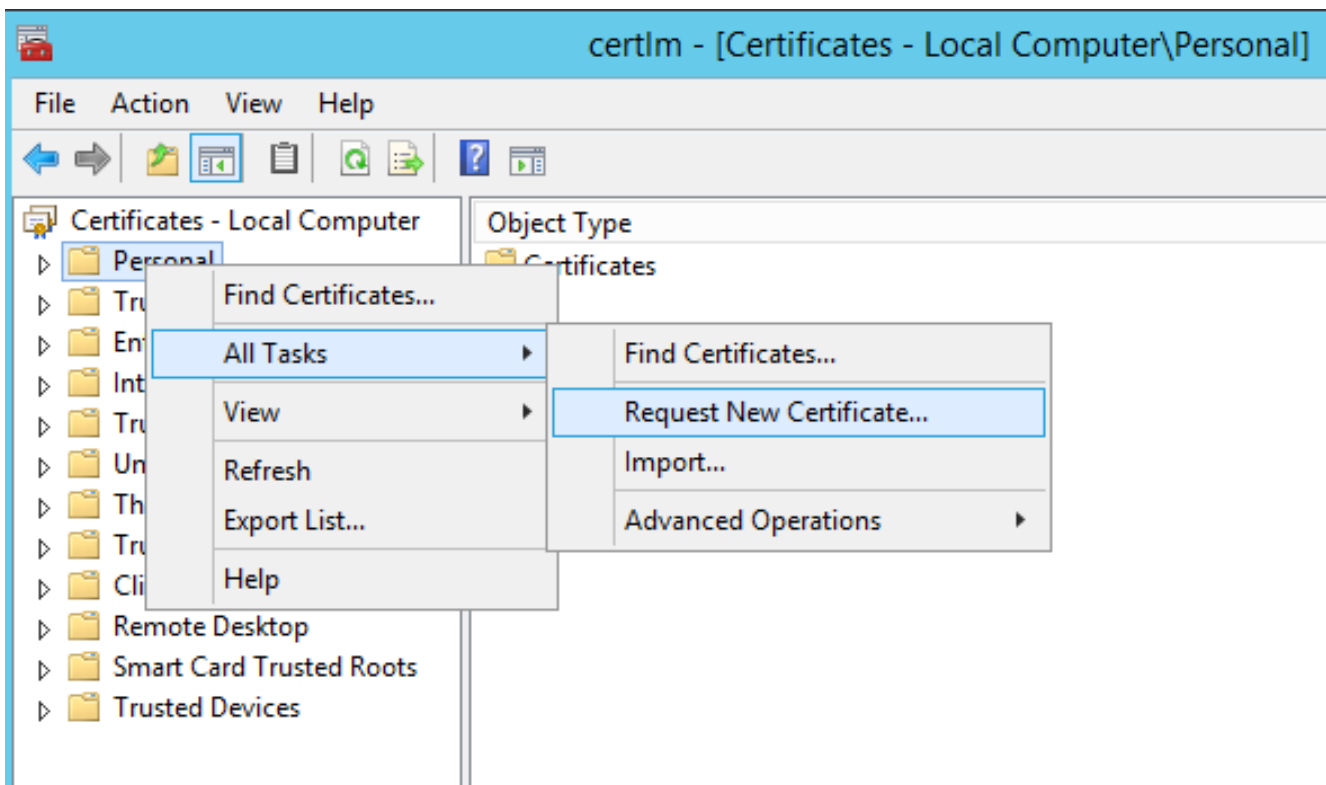 certlm - [Certificates - Local Computer\Personal]
File Action View Help
Certificates - Local Computer
Object Type
Personal
Certificates
Find Certificates...
All Tasks
Find Certificates...
View
Request New Certificate...
Refresh
Import...
Export List...
Advanced Operations
Help
Remote Desktop
Smart Card Trusted Roots
Trusted Devices